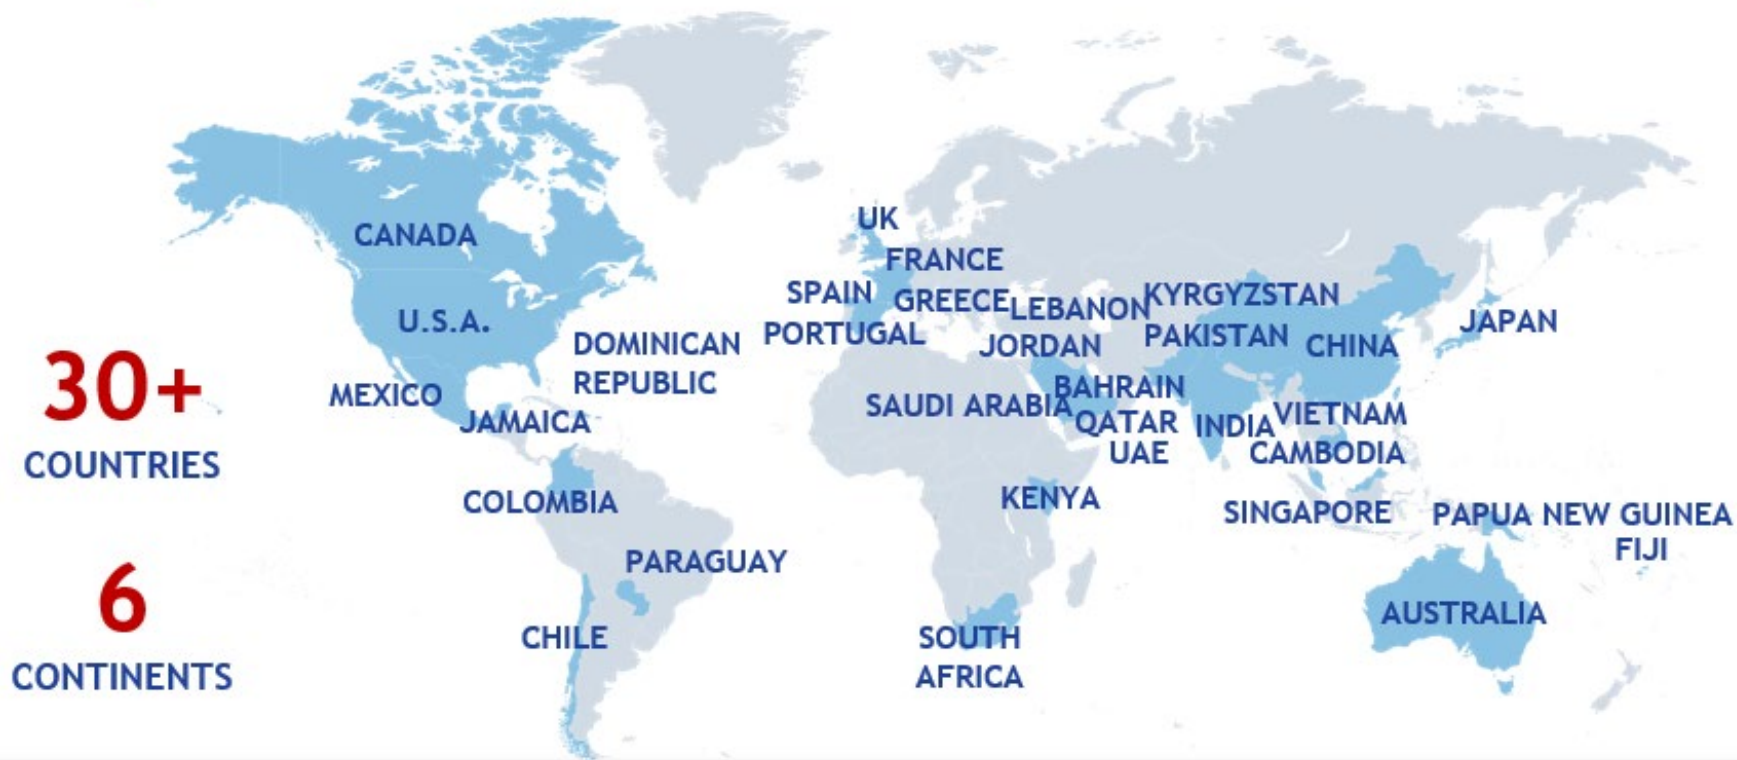 30+
COUNTRIES
6
CONTINENTS
CANADA
U.S.A.
MEXICO
DOMINICAN
REPUBLIC
JAMAICA
COLOMBIA
PARAGUAY
CHILE
UK
FRANCE
SPAIN
GREECE
PORTUGAL
LEBANON
JORDAN
SAUDI ARABIA
BAHRAIN
QATAR
UAE
KENYA
SOUTH
AFRICA
KYRGYZSTAN
PAKISTAN
CHINA
JAPAN
INDIA
VIETNAM
CAMBODIA
SINGAPORE
PAPUA NEW GUINEA
FIJI
AUSTRALIA